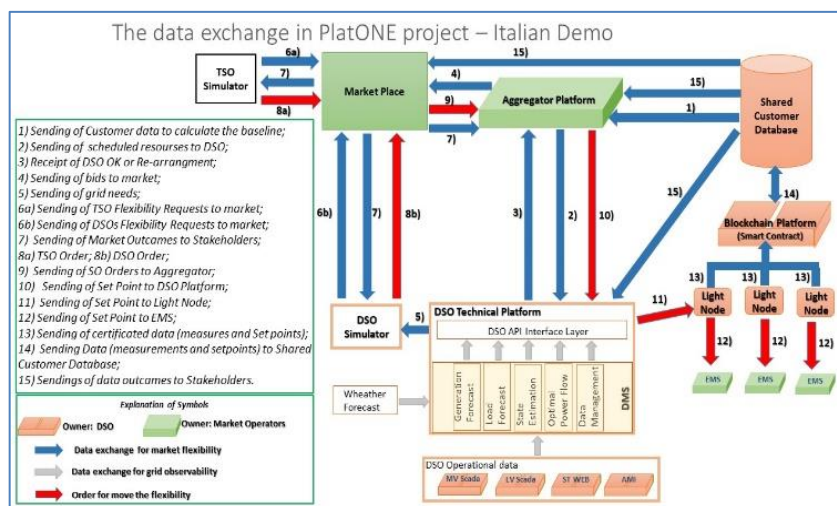 The data exchange in PlatONE project – Italian Demo
6a)
7)
8a)
TSO
Simulator
Market Place
4)
9)
7)
Aggregator Platform
15)
15)
1)
Shared
Customer
Database
1) Sending of Customer data to calculate the baseline;
2) Sending of scheduled resourses to DSO;
3) Receipt of DSO OK or Re-arrangment;
4) Sending of bids to market;
5) Sending of grid needs;
6a) Sending of TSO Flexibility Requests to market;
6b) Sending of DSOs Flexibility Requests to market;
7) Sending of Market Outcomes to Stakeholders;
8a) TSO Order; 8b) DSO Order;
9) Sending of SO Orders to Aggregator;
10) Sending of Set Point to DSO Platform;
11) Sending of Set Point to Light Node;
12) Sending of Set Point to EMS;
13) Sending of certificated data (measures and Set points);
14) Sending Data (measurements and setpoints) to Shared
Customer Database;
15) Sendings of data outcomes to Stakeholders.
6b)
7)
8b)
3)
2)
10)
15)
14)
Blockchain Platform
(Smart Contract)
13)
13)
13)
Light
Node
Light
Node
Light
Node
12)
12)
12)
EMS
EMS
EMS
11)
DSO
Simulator
5)
DSO Technical Platform
DSO API Interface Layer
Wheather
Forecast
Generation
Forecast
Load
Forecast
State
Estimation
Optimal
Power Flow
Data
Management
DMS
DSO Operational data
MV Scada
LV Scada
ST WEB
AMI
Explanation of Symbols
Owner: DSO
Owner: Market Operators
Data exchange for market flexibility
Data exchange for grid observability
Order for move the flexibility